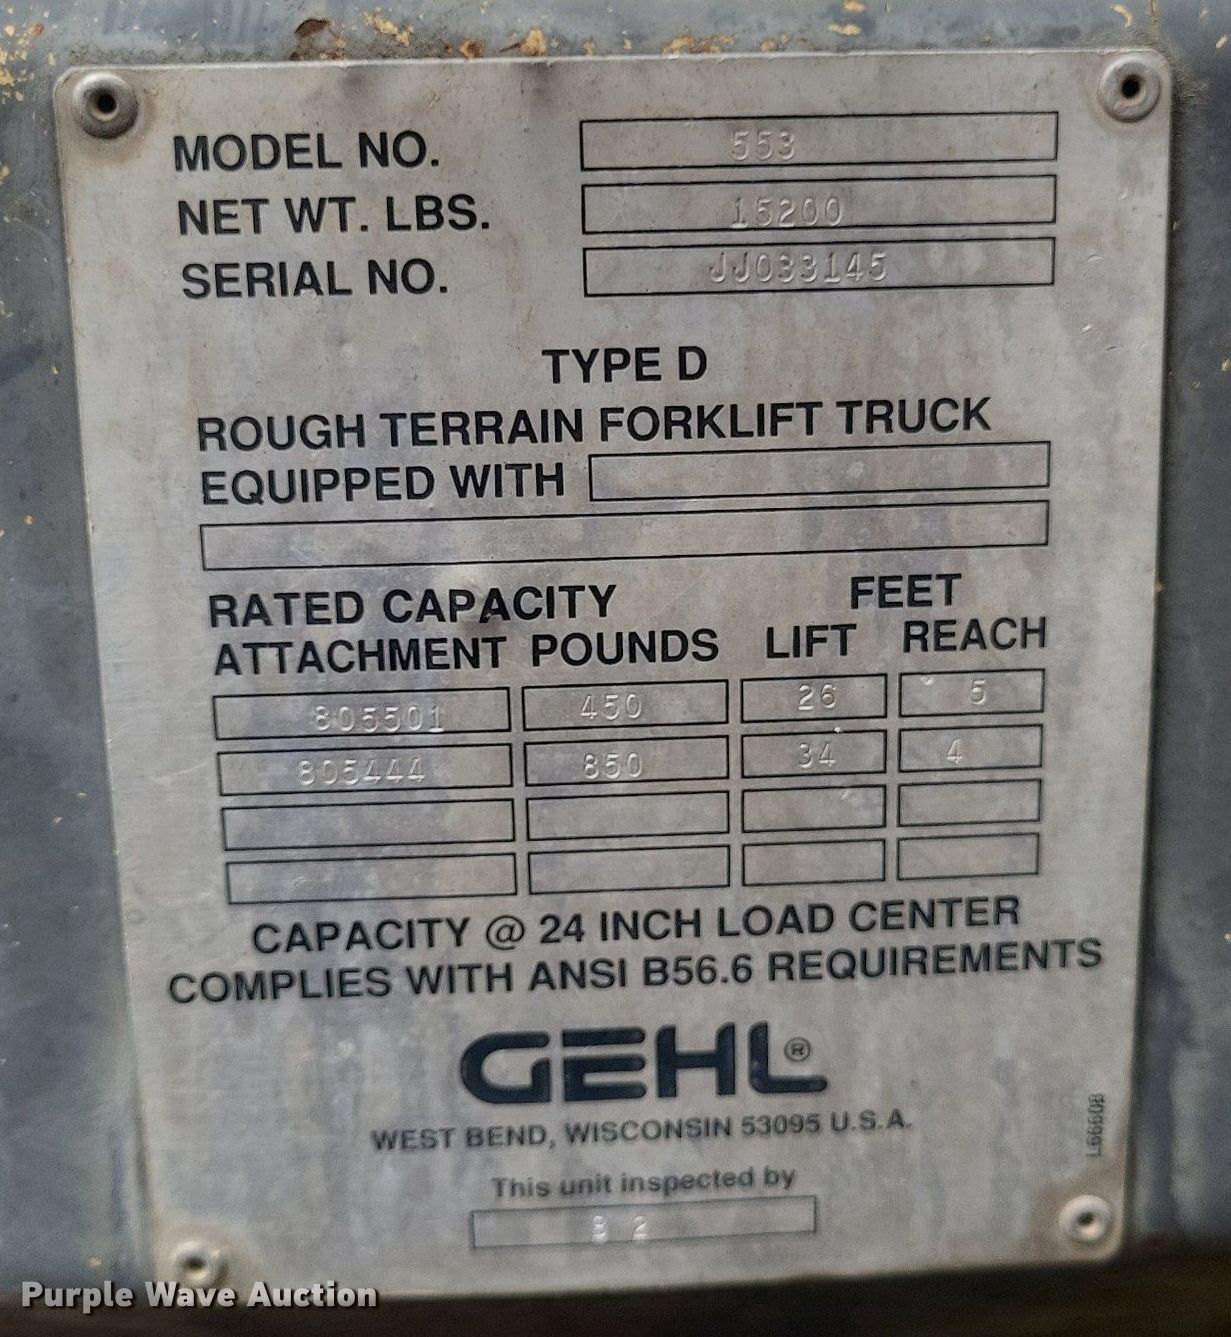 MODEL NO. 553
NET WT. LBS. 15200
SERIAL NO. JJ033145
TYPE D
ROUGH TERRAIN FORKLIFT TRUCK
EQUIPPED WITH
RATED CAPACITY FEET
ATTACHMENT POUNDS LIFT REACH
805501 450 26 5
805444 850 34 4
CAPACITY @ 24 INCH LOAD CENTER
COMPLIES WITH ANSI B56.6 REQUIREMENTS
GEHL®
WEST BEND, WISCONSIN 53095 U.S.A.
This unit inspected by
L66608
Purple Wave Auction